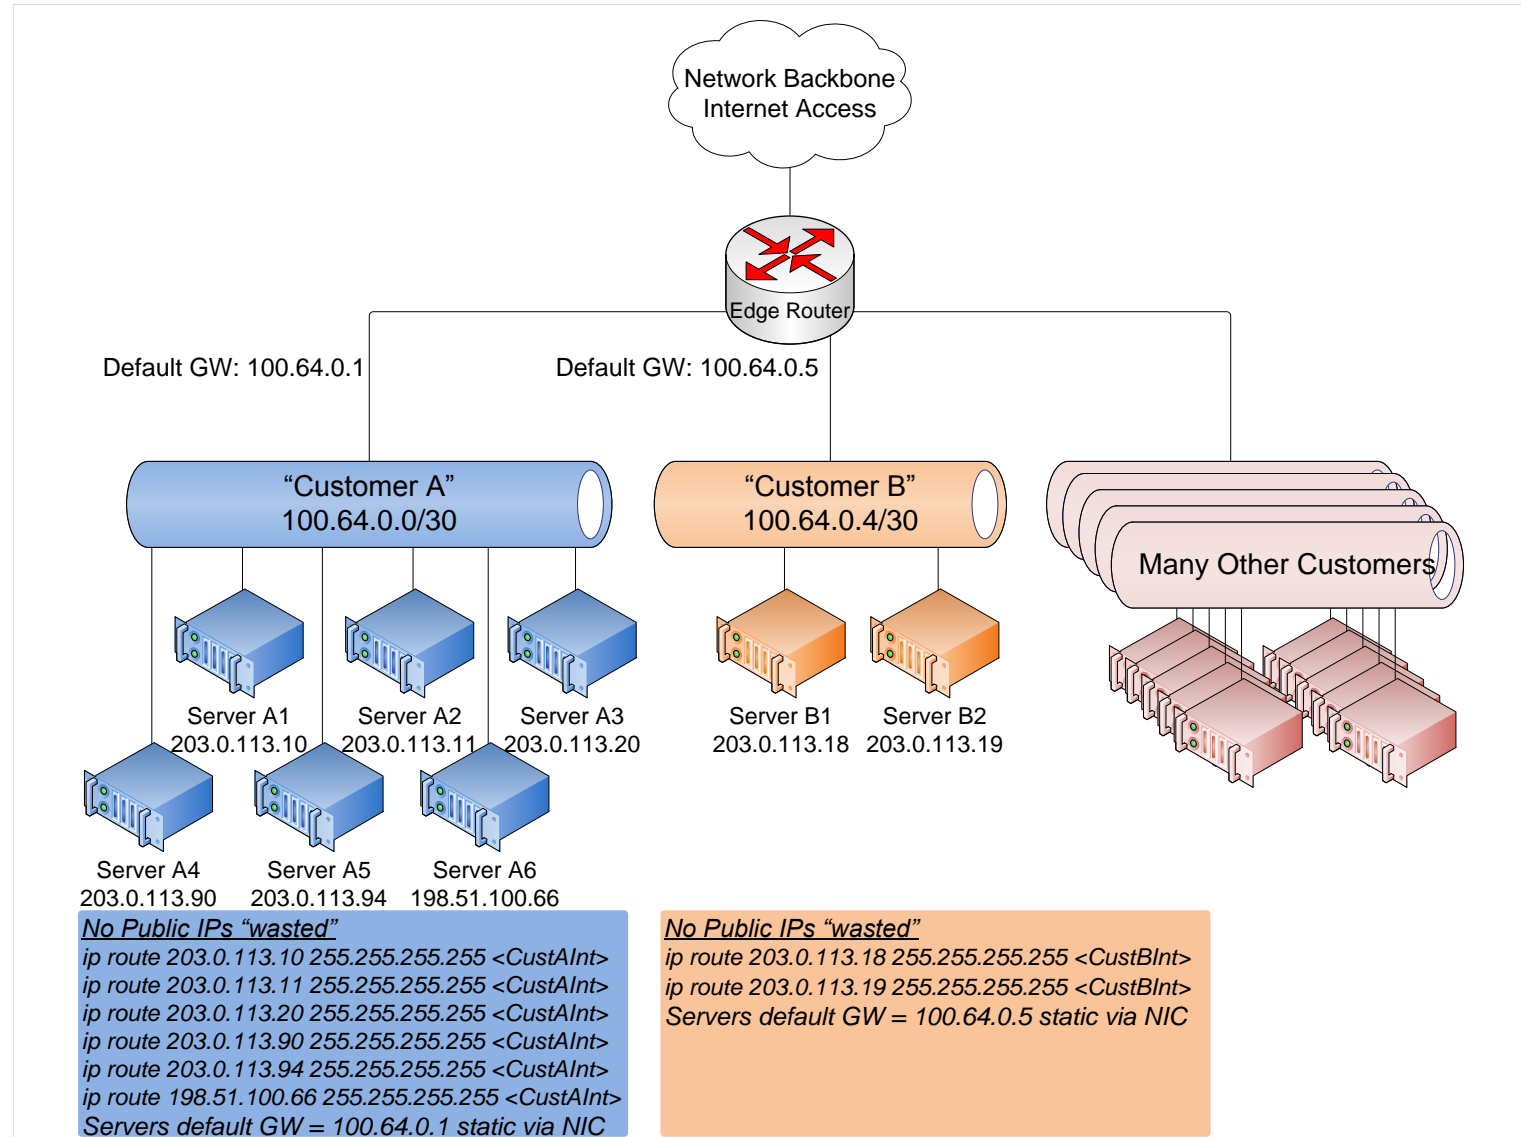 Network Backbone
Internet Access
Edge Router
Default GW: 100.64.0.1
Default GW: 100.64.0.5
“Customer A”
100.64.0.0/30
“Customer B”
100.64.0.4/30
Many Other Customers
Server A1
203.0.113.10
Server A2
203.0.113.11
Server A3
203.0.113.20
Server B1
203.0.113.18
Server B2
203.0.113.19
Server A4
203.0.113.90
Server A5
203.0.113.94
Server A6
198.51.100.66
No Public IPs “wasted”
ip route 203.0.113.10 255.255.255.255 <CustAInt>
ip route 203.0.113.11 255.255.255.255 <CustAInt>
ip route 203.0.113.20 255.255.255.255 <CustAInt>
ip route 203.0.113.90 255.255.255.255 <CustAInt>
ip route 203.0.113.94 255.255.255.255 <CustAInt>
ip route 198.51.100.66 255.255.255.255 <CustAInt>
Servers default GW = 100.64.0.1 static via NIC
No Public IPs “wasted”
ip route 203.0.113.18 255.255.255.255 <CustBInt>
ip route 203.0.113.19 255.255.255.255 <CustBInt>
Servers default GW = 100.64.0.5 static via NIC